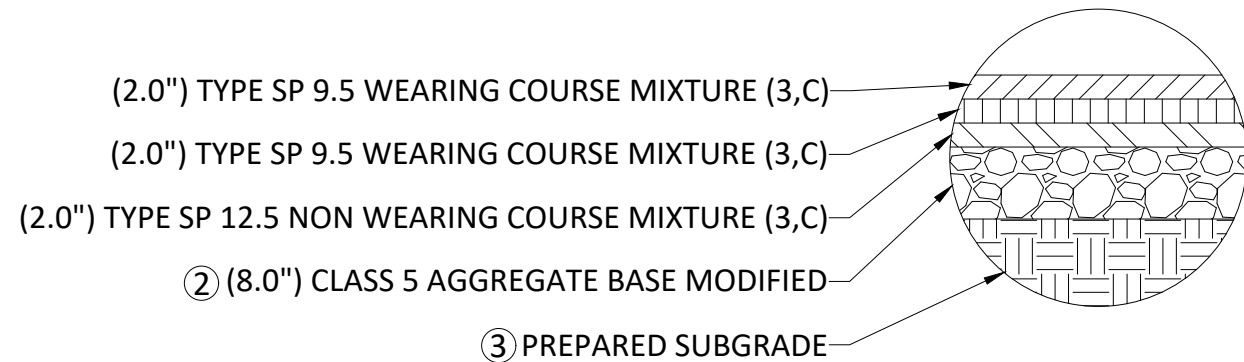 (2.0") TYPE SP 9.5 WEARING COURSE MIXTURE (3,C)
(2.0") TYPE SP 9.5 WEARING COURSE MIXTURE (3,C)
(2.0") TYPE SP 12.5 NON WEARING COURSE MIXTURE (3,C)
② (8.0") CLASS 5 AGGREGATE BASE MODIFIED
③ PREPARED SUBGRADE